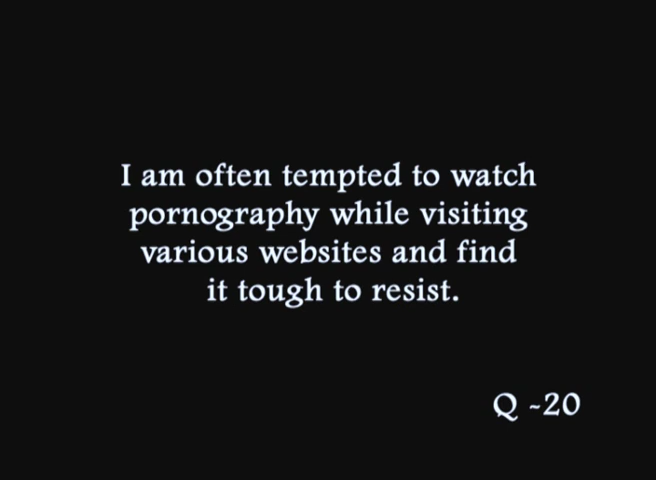 I am often tempted to watch
pornography while visiting
various websites and find
it tough to resist.
Q ~20